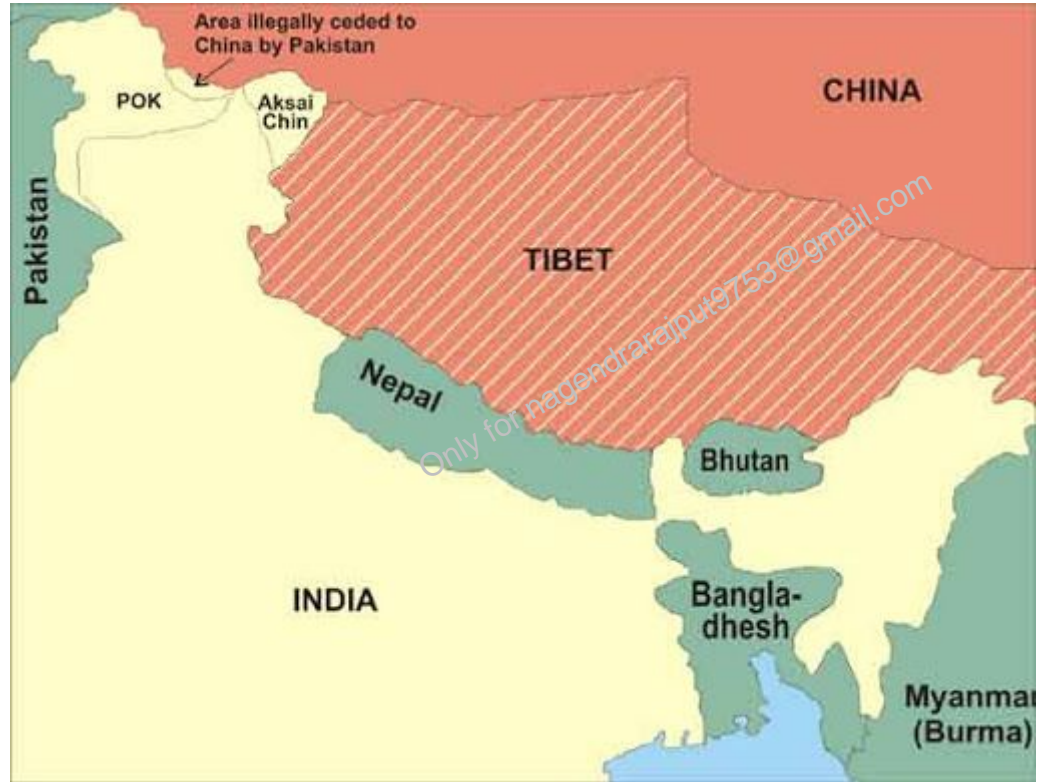 Area illegally ceded to
China by Pakistan
CHINA
POK
Aksai
Chin
Pakistan
TIBET
Only for nagendrarajput9753@gmail.com
Nepal
Bhutan
INDIA
Bangla-
dhesh
Myanmar
(Burma)